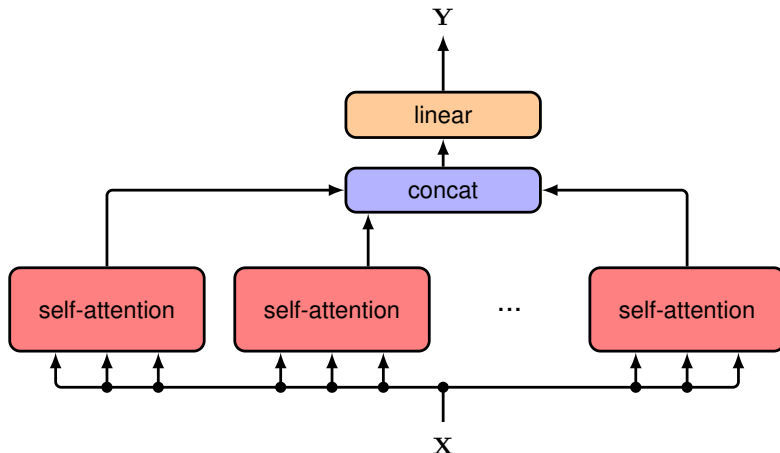 Y
linear
concat
self-attention self-attention ... self-attention
X